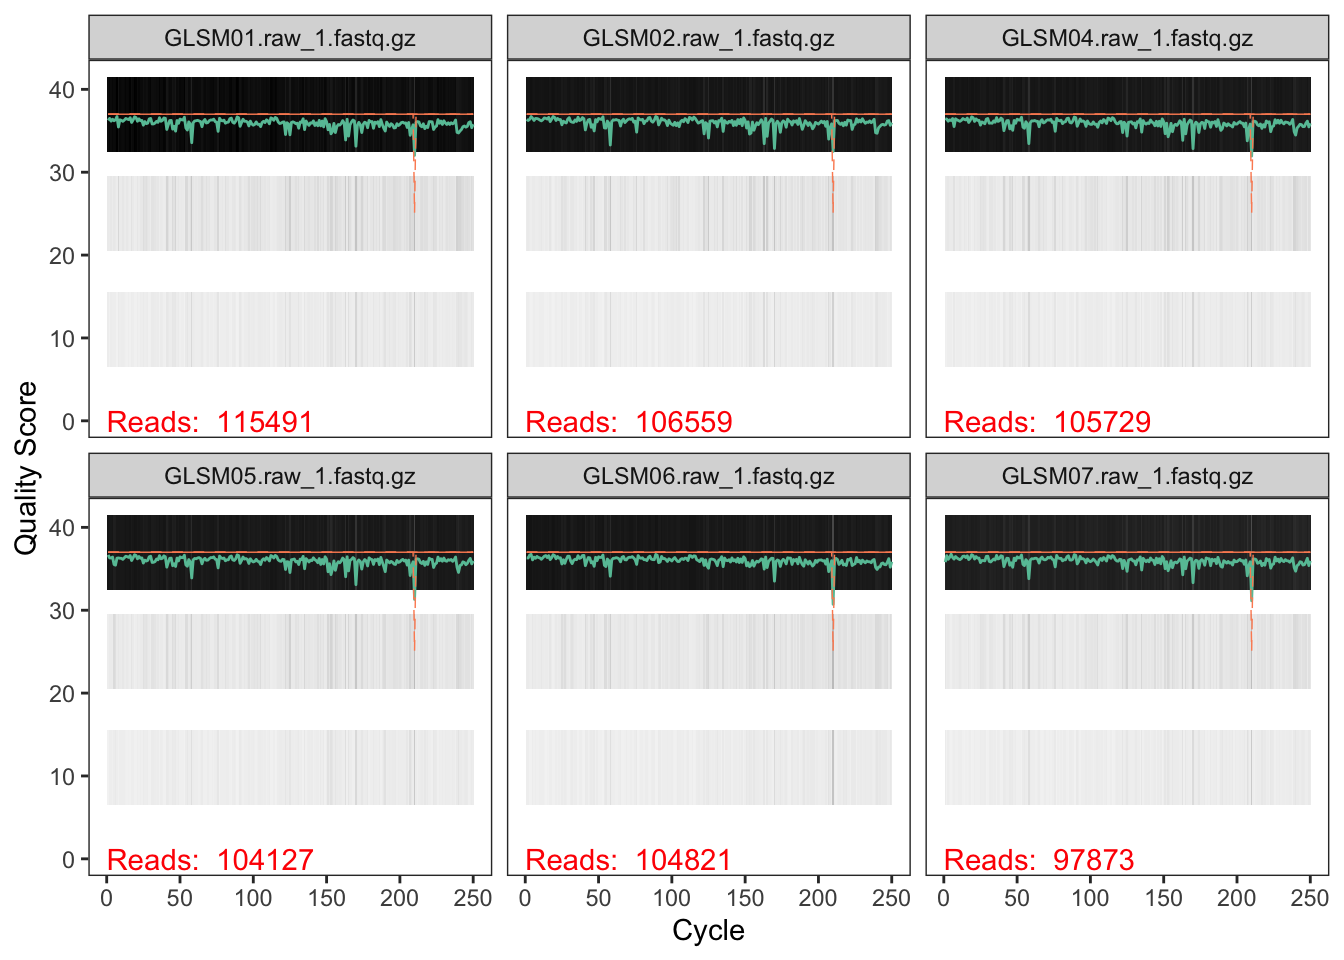 GLSM01.raw_1.fastq.gz GLSM02.raw_1.fastq.gz GLSM04.raw_1.fastq.gz
40
30
20
10
0
Reads: 115491 Reads: 106559 Reads: 105729
GLSM05.raw_1.fastq.gz GLSM06.raw_1.fastq.gz GLSM07.raw_1.fastq.gz
Quality Score
40
30
20
10
0
Reads: 104127 Reads: 104821 Reads: 97873
0 50 100 150 200 250 0 50 100 150 200 250 0 50 100 150 200 250
Cycle